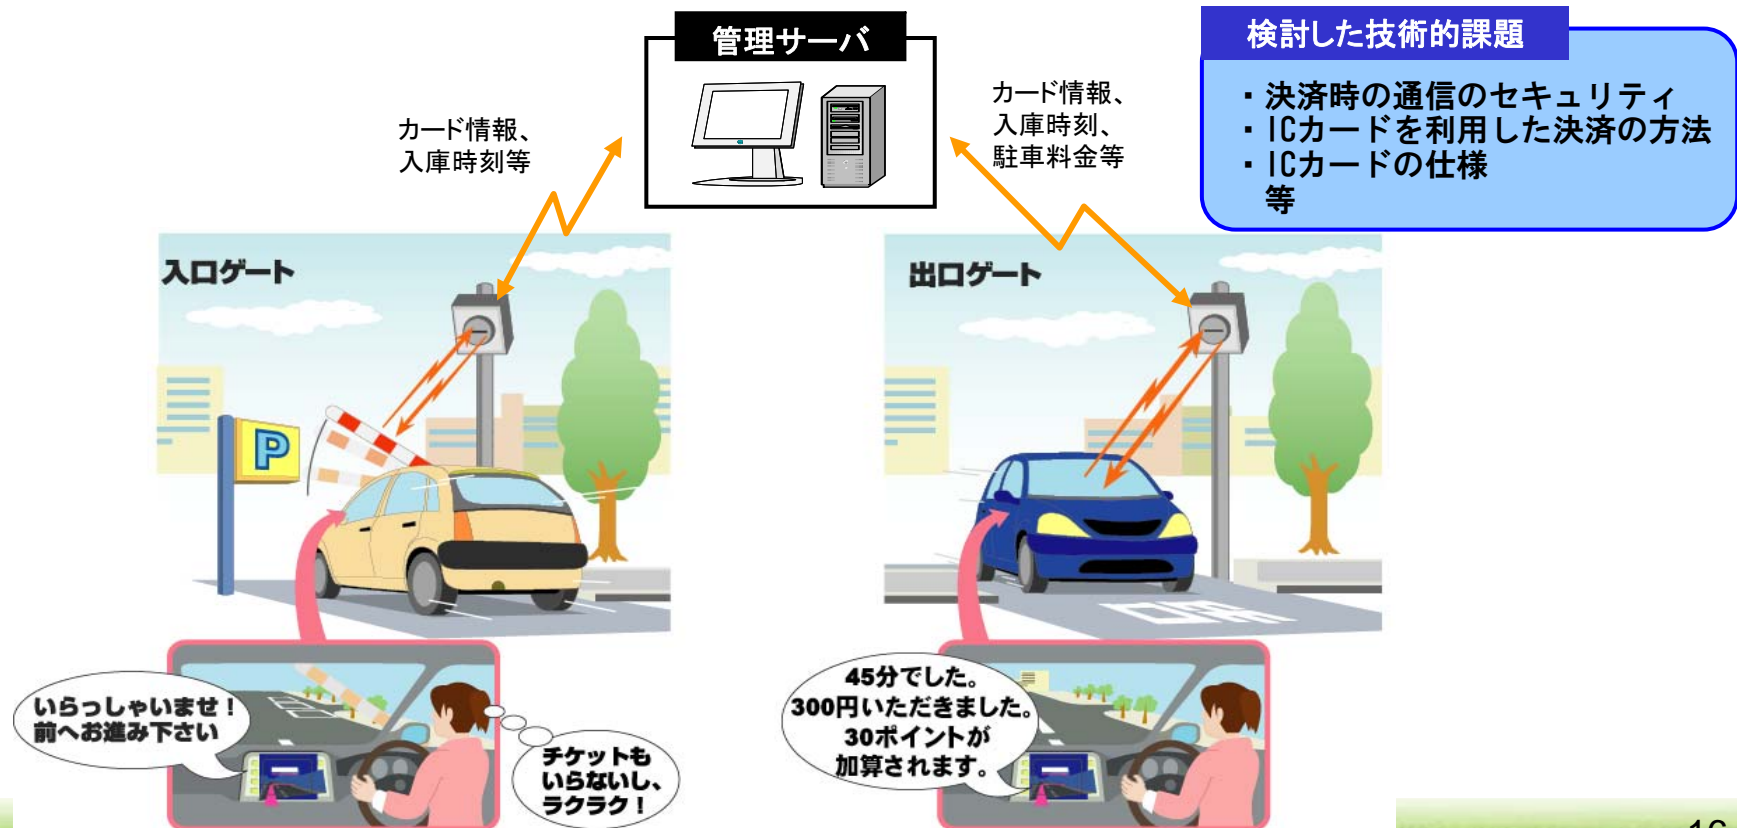 管理サーバ
検討した技術的課題
・決済時の通信のセキュリティ
・ICカードを利用した決済の方法
・ICカードの仕様
等
カード情報、
入庫時刻等
カード情報、
入庫時刻、
駐車料金等
入口ゲート
P
出口ゲート
いらっしゃいませ！
前へお進み下さい
チケットも
いらないし、
ラクラク！
45分でした。
300円いただきました。
30ポイントが
加算されます。
16